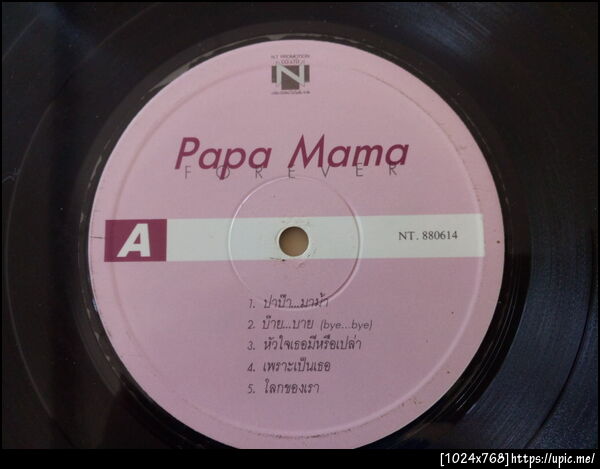 N.T PROMOTION
CO.,LTD.
N
Papa Mama
FOREVER
A
NT. 880614
1. ปาป๊า...มาม้า
2. บ๊าย...บาย (bye...bye)
3. หัวใจเธอมีหรือเปล่า
4. เพราะเป็นเธอ
5. โลกของเรา
[1024x768]https://upic.me/